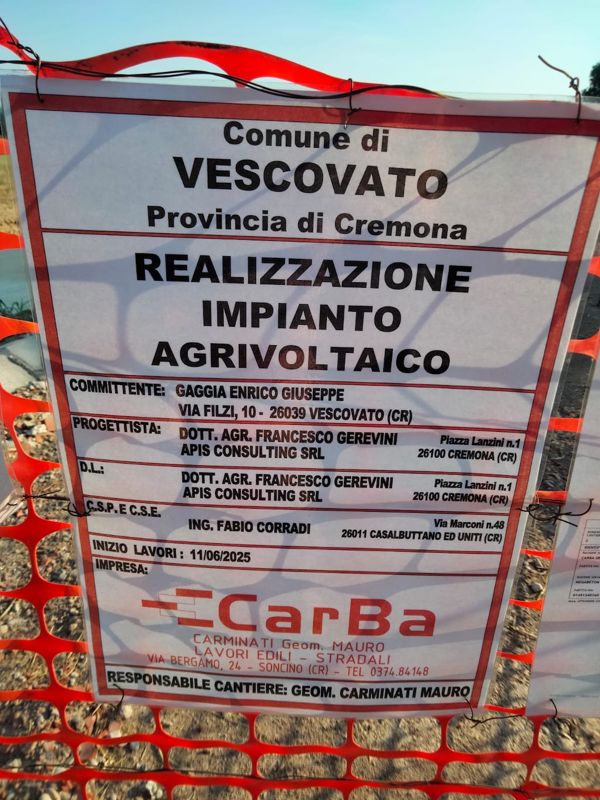 Comune di
VESCOVATO
Provincia di Cremona
REALIZZAZIONE
IMPIANTO
AGRIVOLTAICO
COMMITTENTE: GAGGIA ENRICO GIUSEPPE
VIA FILZI, 10 - 26039 VESCOVATO (CR)
PROGETTISTA: DOTT. AGR. FRANCESCO GEREVINI Piazza Lanzini n.1
APIS CONSULTING SRL 26100 CREMONA (CR)
D.L.: DOTT. AGR. FRANCESCO GEREVINI Piazza Lanzini n.1
APIS CONSULTING SRL 26100 CREMONA (CR)
C.S.P. E C.S.E. ING. FABIO CORRADI Via Marconi n.48
26011 CASALBUTTANO ED UNITI (CR)
INIZIO LAVORI : 11/06/2025
IMPRESA:
CarBa
CARMINATI Geom. MAURO
LAVORI EDILI - STRADALI
VIA BERGAMO, 24 - SONCINO (CR) - TEL 0374.84148
RESPONSABILE CANTIERE: GEOM. CARMINATI MAURO